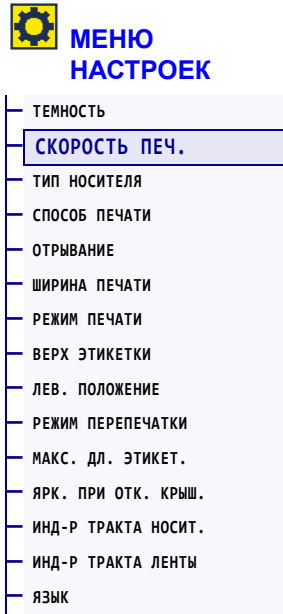 МЕНЮ
НАСТРОЕК
ТЕМНОСТЬ
СКОРОСТЬ ПЕЧ.
ТИП НОСИТЕЛЯ
СПОСОБ ПЕЧАТИ
ОТРЫВАНИЕ
ШИРИНА ПЕЧАТИ
РЕЖИМ ПЕЧАТИ
ВЕРХ ЭТИКЕТКИ
ЛЕВ. ПОЛОЖЕНИЕ
РЕЖИМ ПЕРЕПЕЧАТКИ
МАКС. ДЛ. ЭТИКЕТ.
ЯРК. ПРИ ОТК. КРЫШ.
ИНД-Р ТРАКТА НОСИТ.
ИНД-Р ТРАКТА ЛЕНТЫ
ЯЗЫК